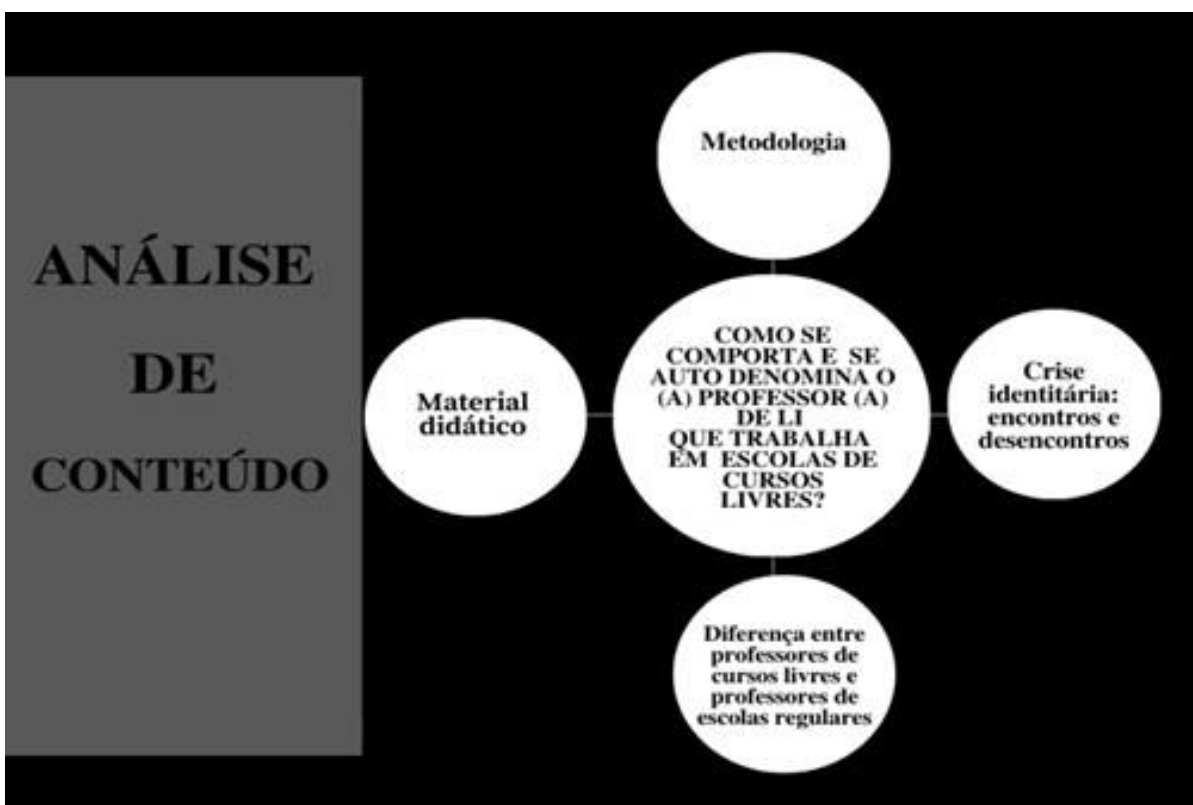 ANÁLISE
DE
CONTEÚDO
Metodologia
Material
didático
COMO SE
COMPORTA E SE
AUTO DENOMINA O
(A) PROFESSOR (A)
DE LI
QUE TRABALHA
EM ESCOLAS DE
CURSOS
LIVRES?
Crise
identitária:
encontros e
desencontros
Diferença entre
professores de
cursos livres e
professores de
escolas regulares